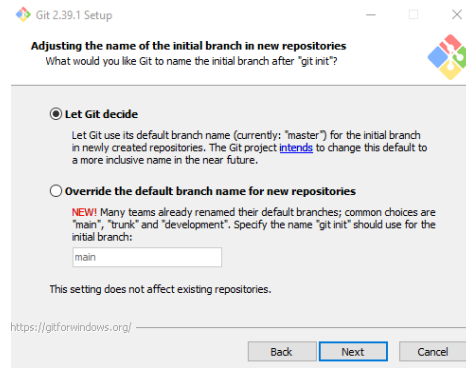 Git 2.39.1 Setup
Adjusting the name of the initial branch in new repositories
What would you like Git to name the initial branch after "git init"?
Let Git decide
Let Git use its default branch name (currently: "master") for the initial branch
in newly created repositories. The Git project intends to change this default to
a more inclusive name in the near future.
Override the default branch name for new repositories
NEW! Many teams already renamed their default branches; common choices are
"main", "trunk" and "development". Specify the name "git init" should use for the
initial branch:
main
This setting does not affect existing repositories.
https://gitforwindows.org/
Back
Next
Cancel